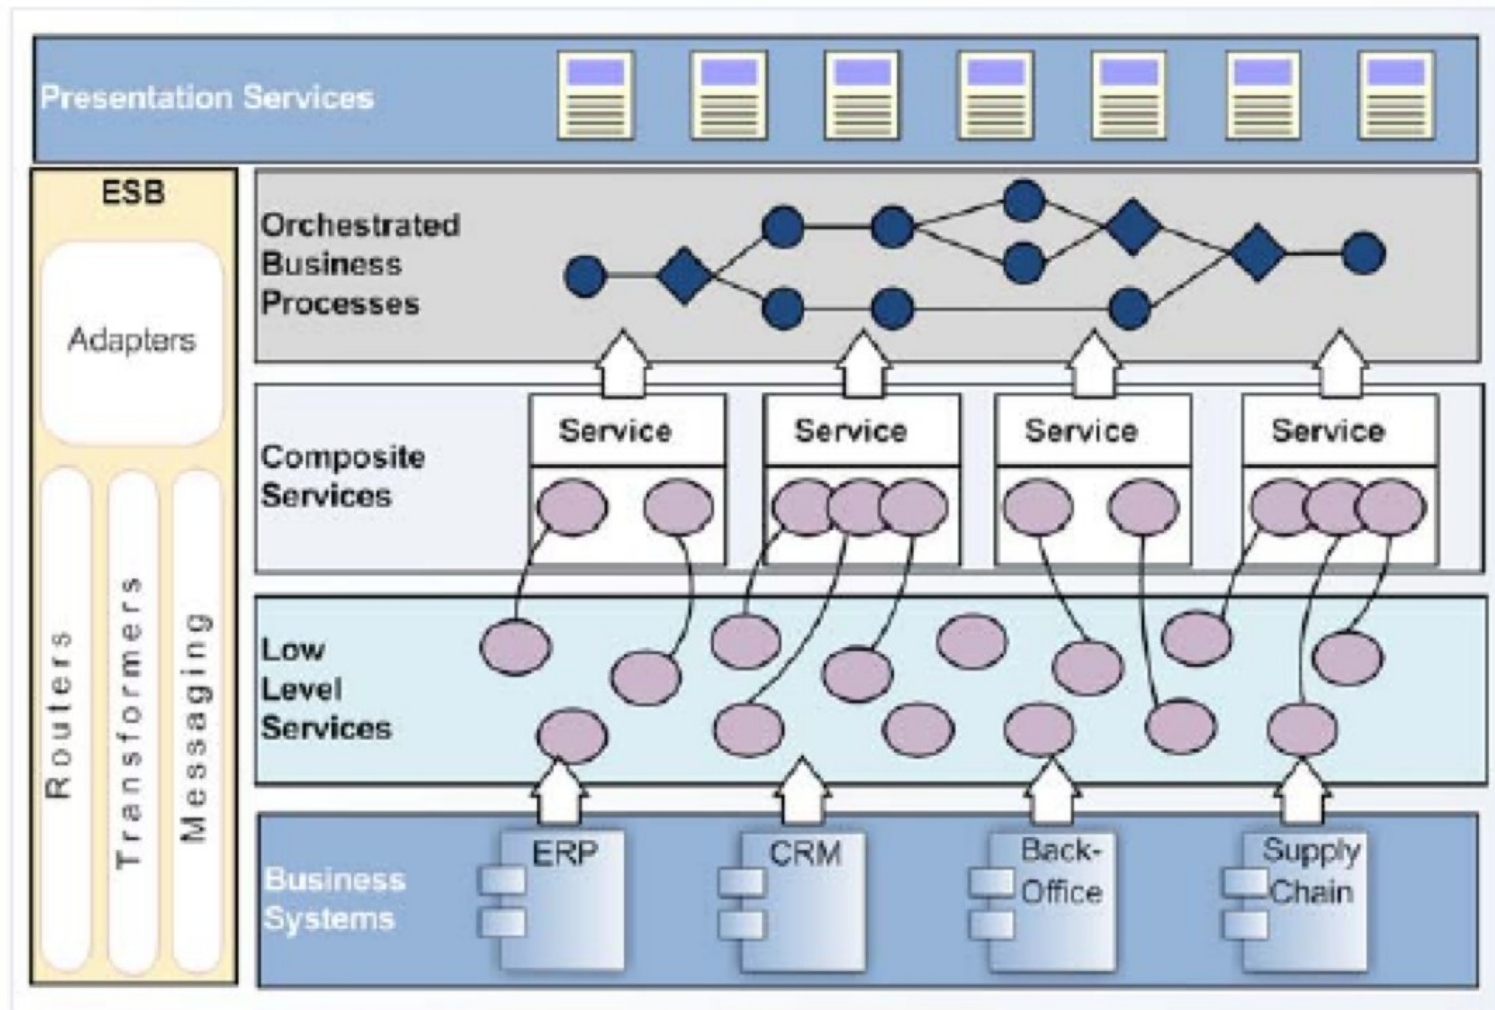 Presentation Services
ESB
Adapters
Routers
Transformers
Messaging
Orchestrated
Business
Processes
Composite
Services
Service
Service
Service
Service
Low
Level
Services
Business
Systems
ERP
CRM
Back-
Office
Supply
Chain